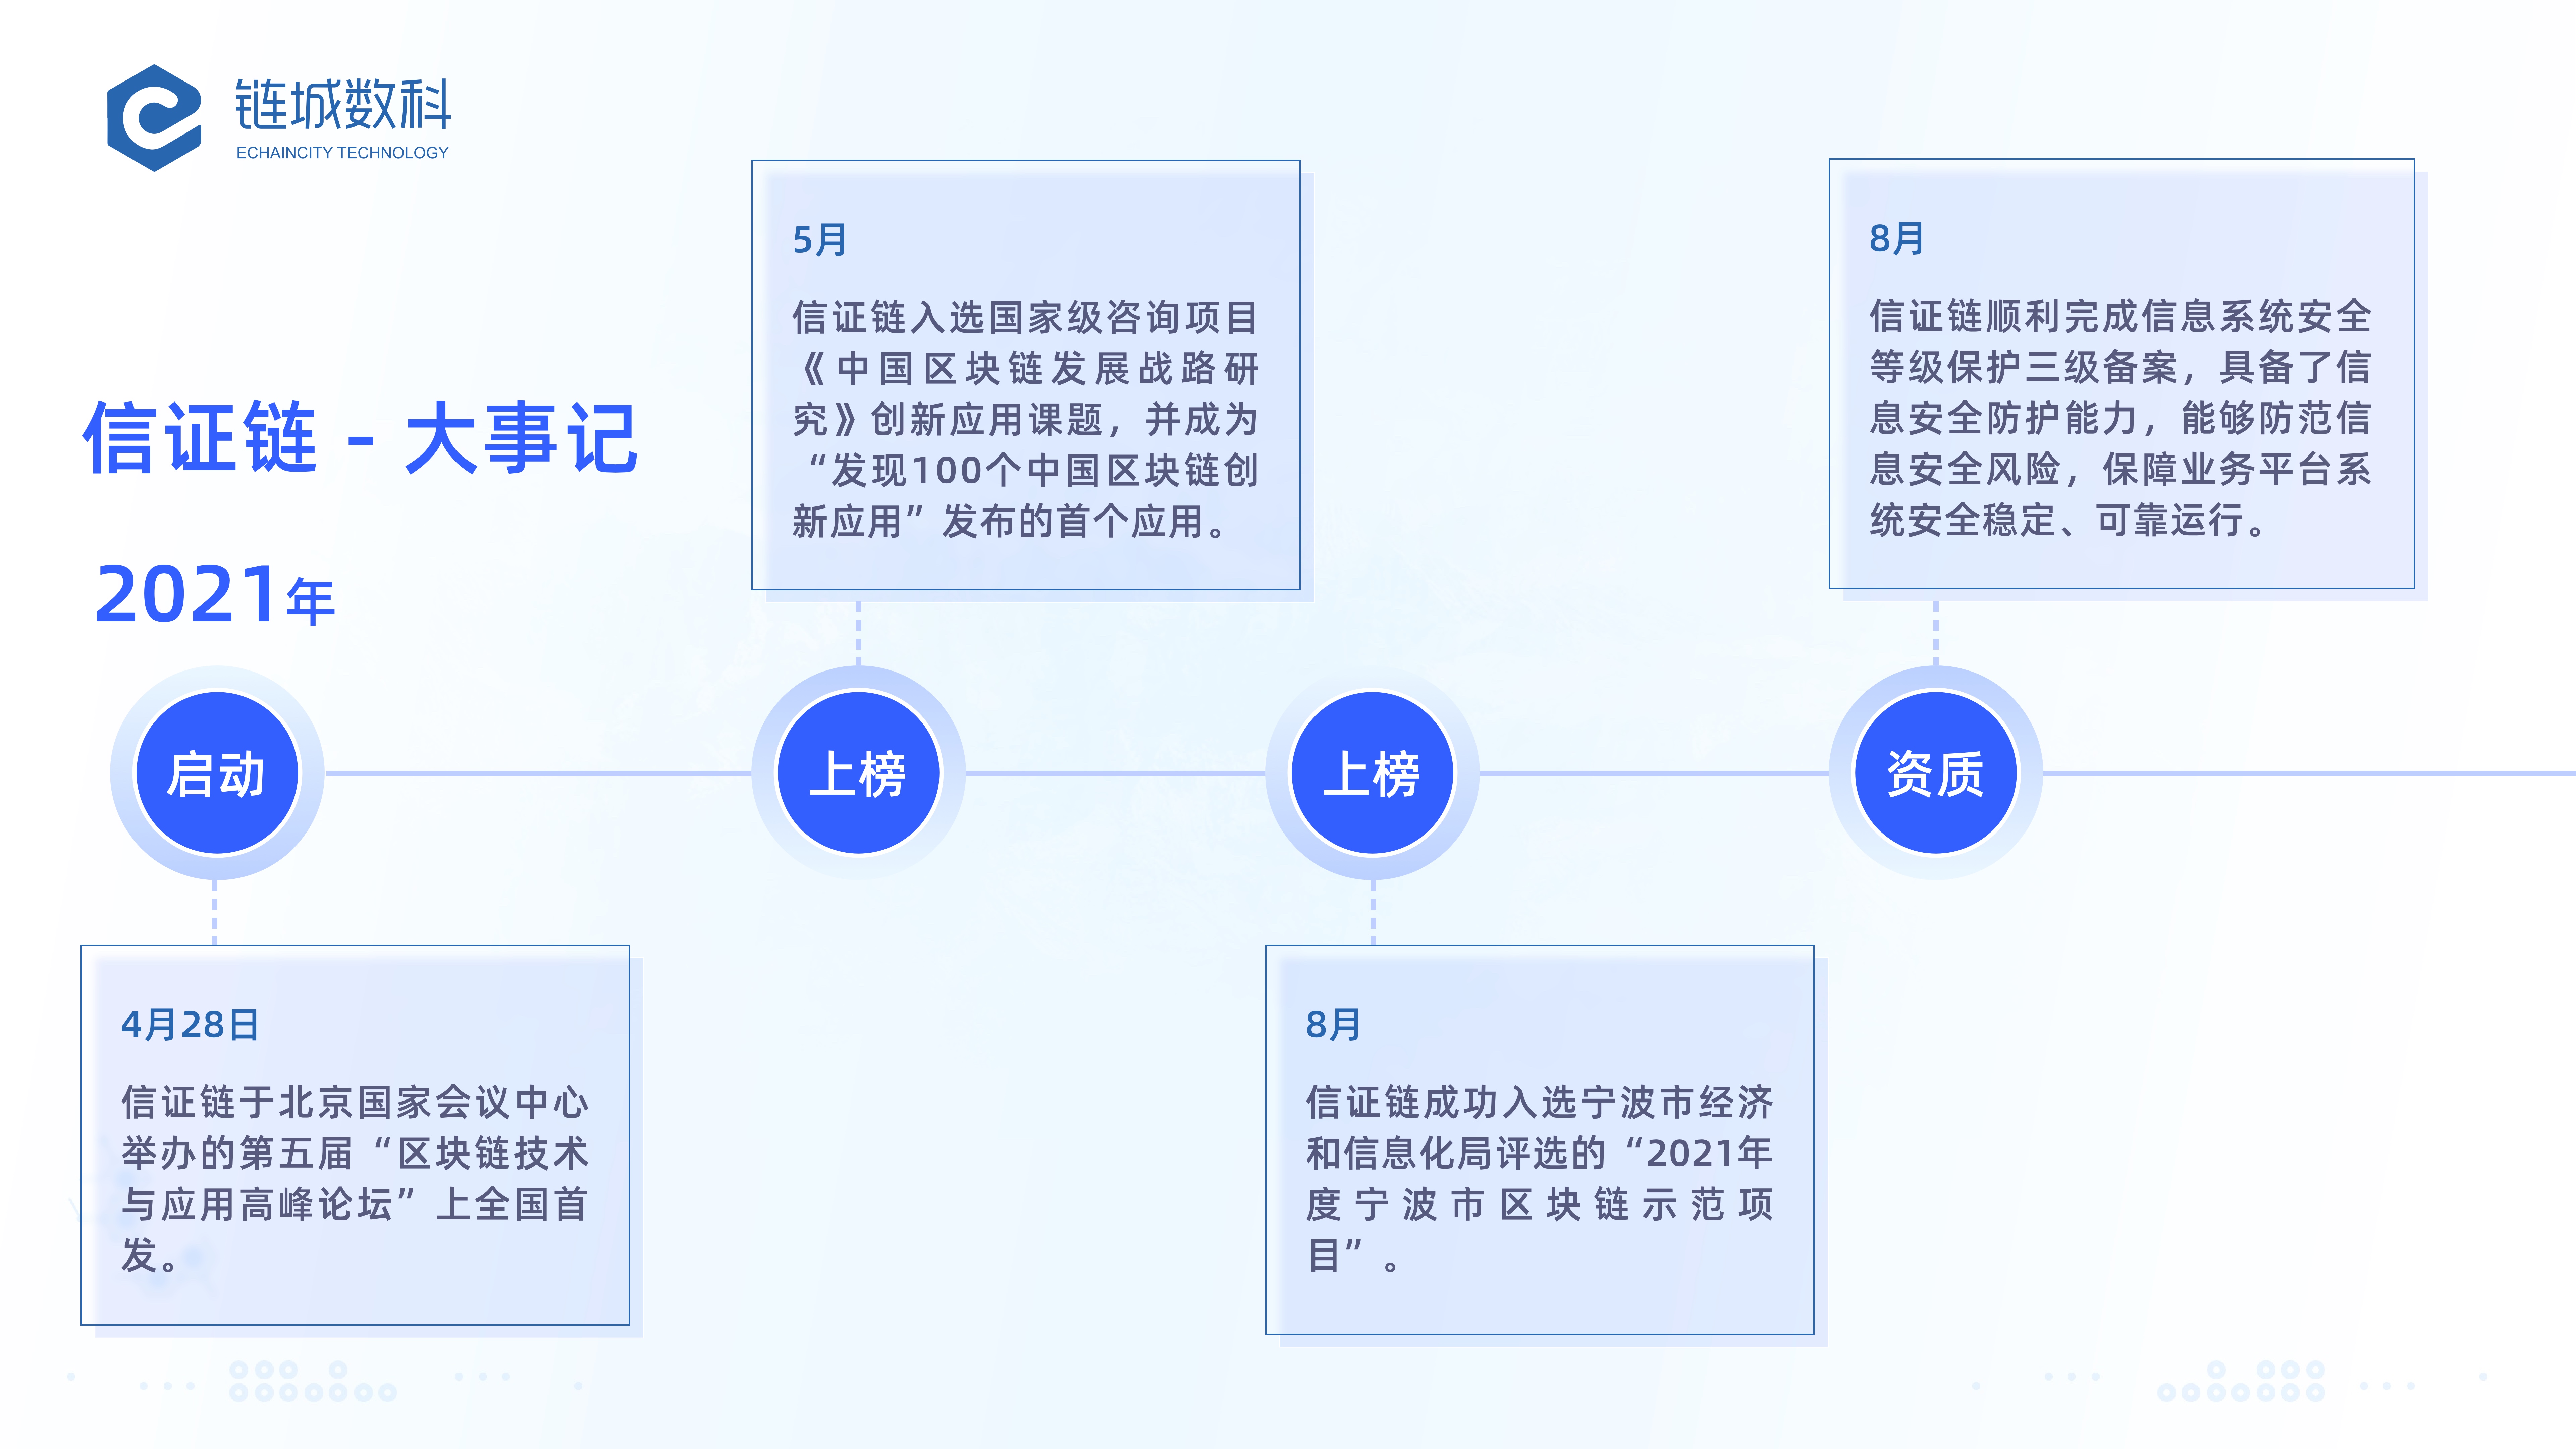 链城数科
ECHAINCITY TECHNOLOGY
信证链 - 大事记
2021年
启动
4月28日
信证链于北京国家会议中心
举办的第五届“区块链技术
与应用高峰论坛”上全国首
发。
上榜
5月
信证链入选国家级咨询项目
《中国区块链发展战路研
究》创新应用课题，并成为
“发现100个中国区块链创
新应用”发布的首个应用。
上榜
8月
信证链成功入选宁波市经济
和信息化局评选的“2021年
度宁波市区块链示范项
目”。
资质
8月
信证链顺利完成信息系统安全
等级保护三级备案，具备了信
息安全防护能力，能够防范信
息安全风险，保障业务平台系
统安全稳定、可靠运行。